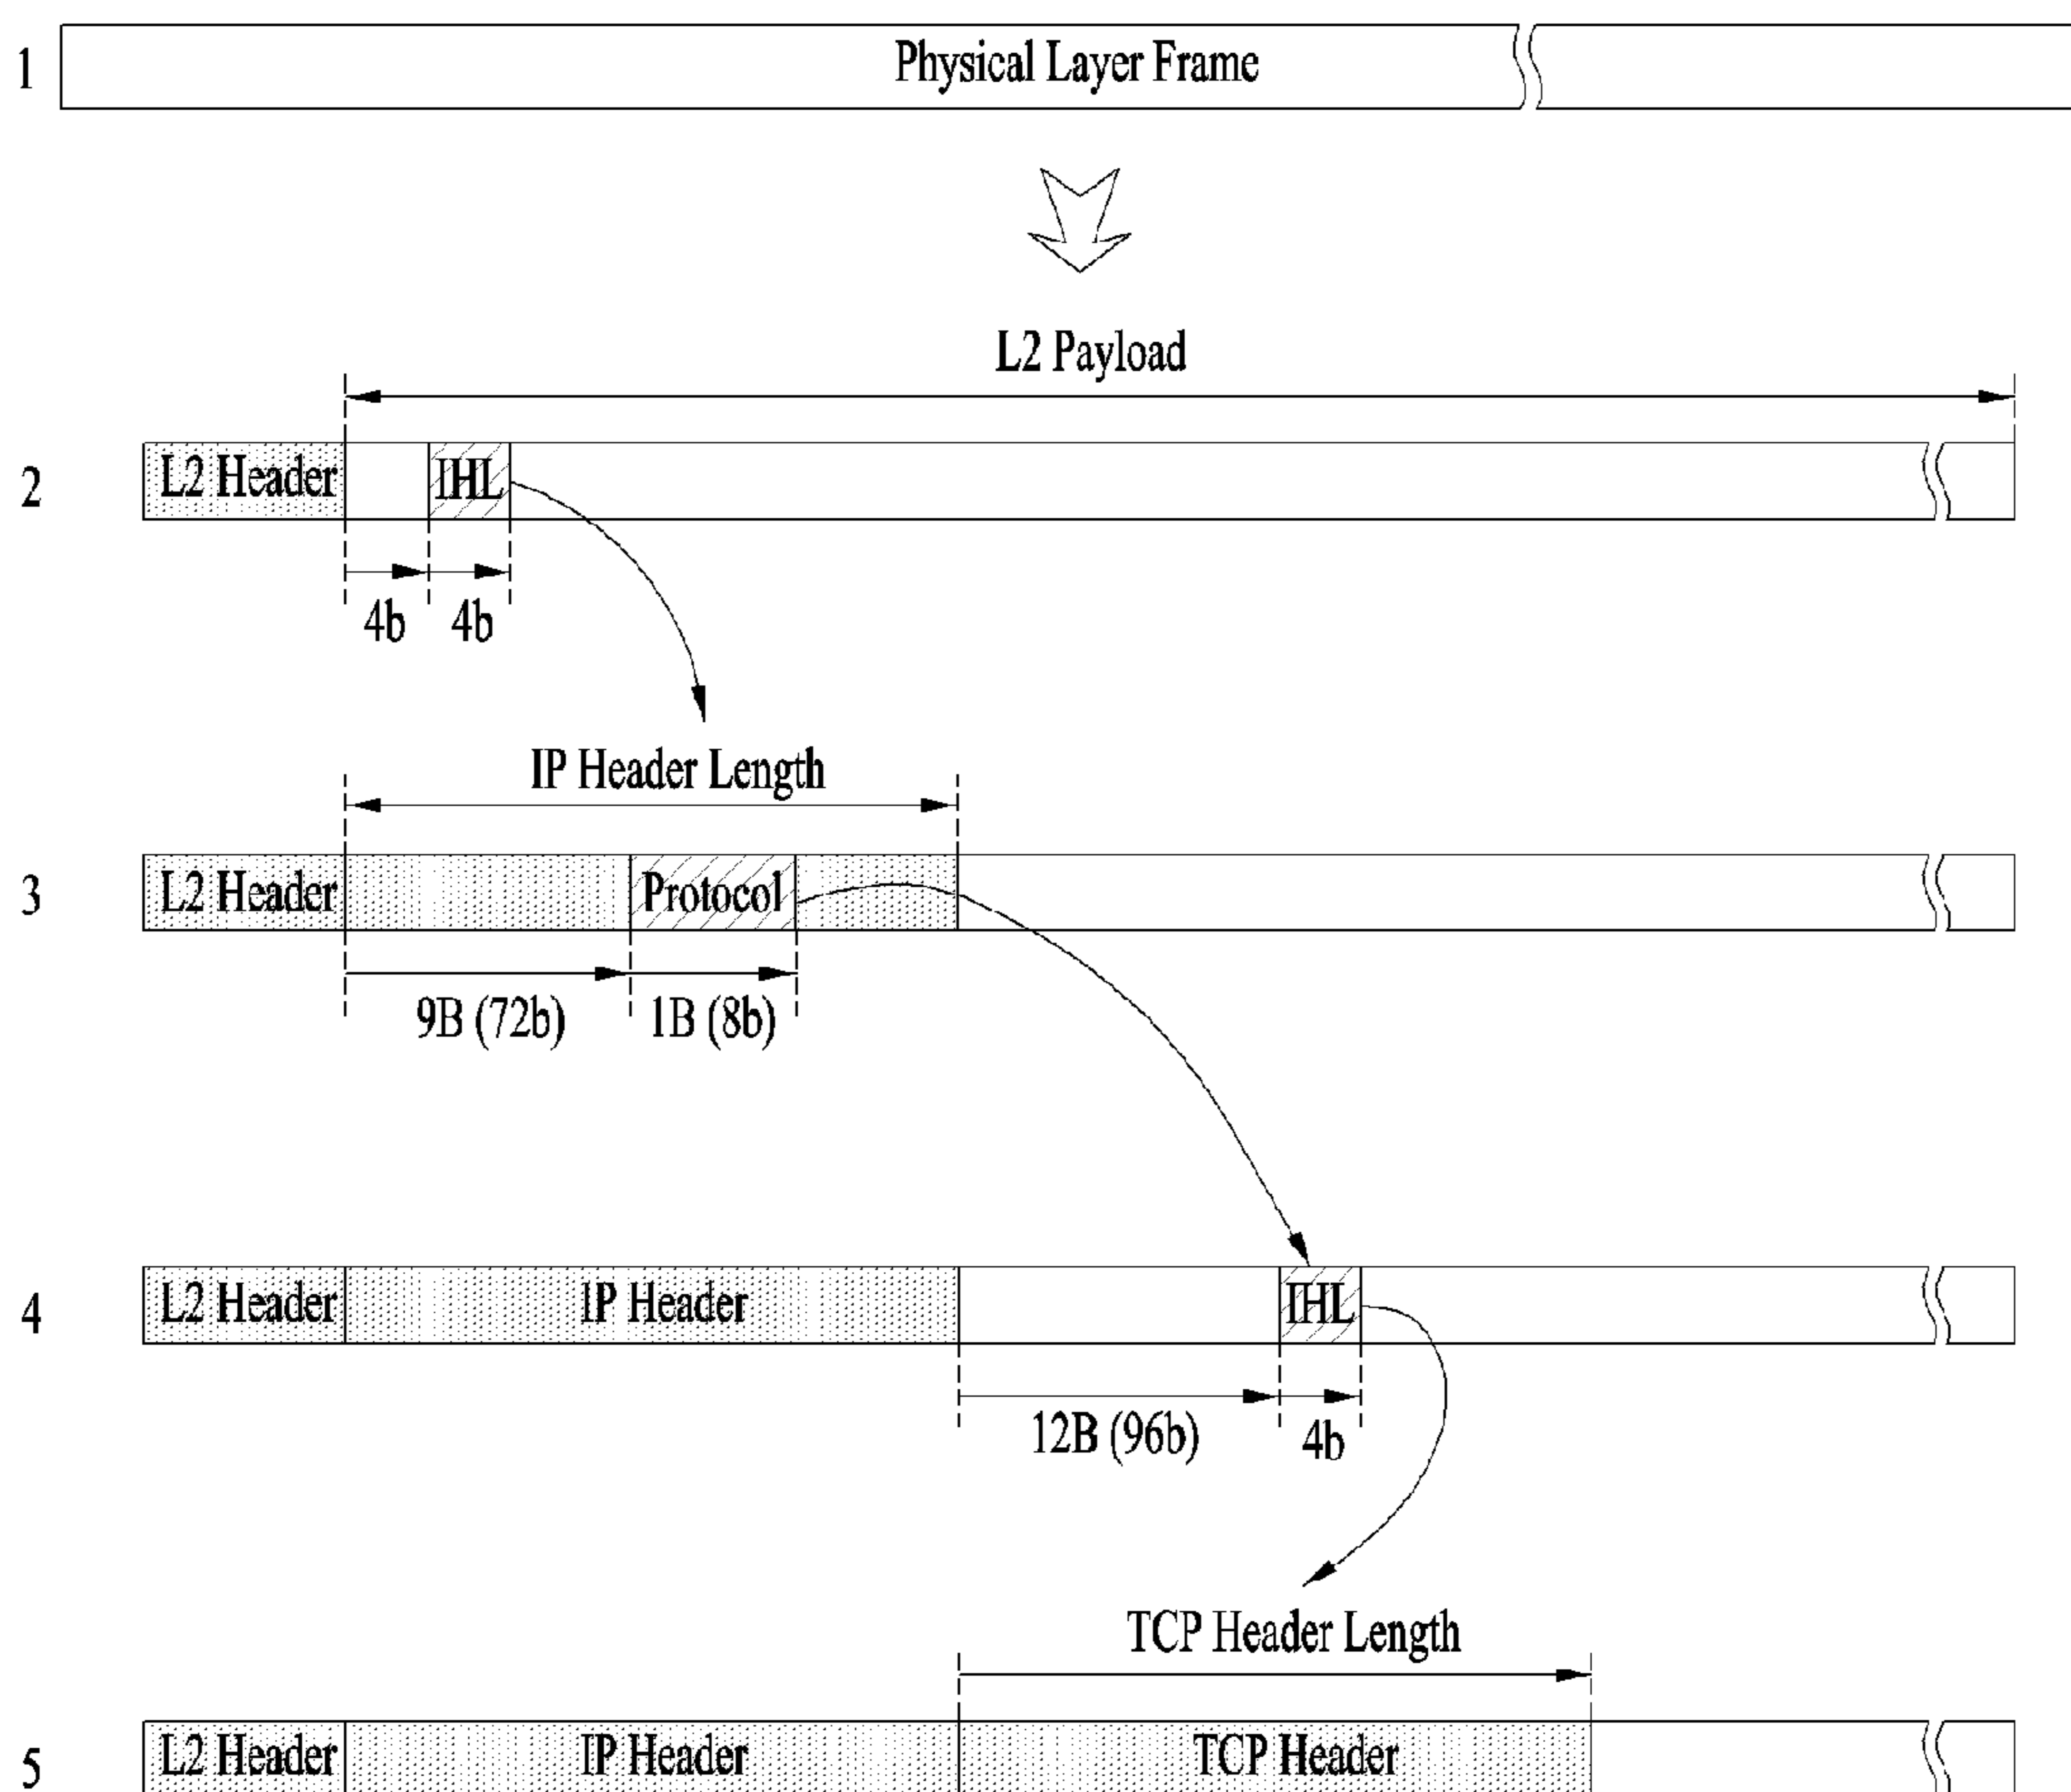 1 Physical Layer Frame
L2 Payload
2 L2 Header IHL
4b 4b
IP Header Length
3 L2 Header Protocol
9B (72b) 1B (8b)
4 L2 Header IP Header IHL
12B (96b) 4b
TCP Header Length
5 L2 Header IP Header TCP Header